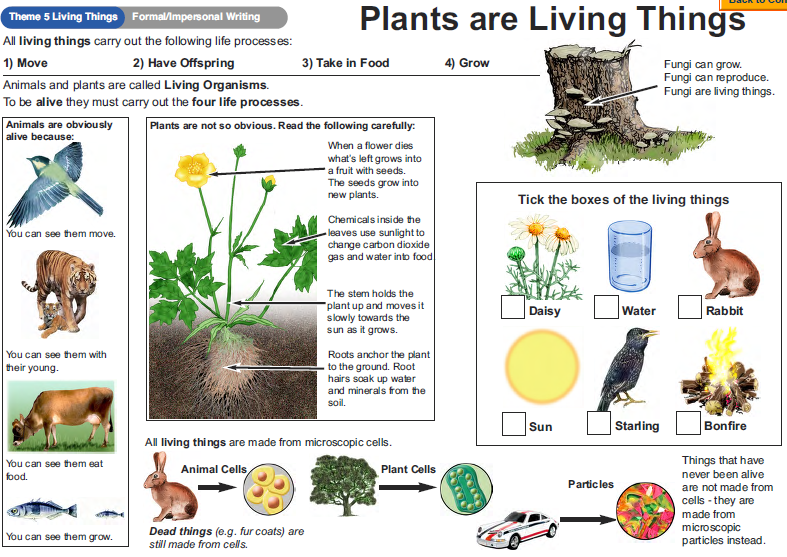 Theme 5 Living Things
Formal/Impersonal Writing
Plants are Living Things
All living things carry out the following life processes:
1) Move 2) Have Offspring 3) Take in Food 4) Grow
Animals and plants are called Living Organisms.
To be alive they must carry out the four life processes.
Fungi can grow.
Fungi can reproduce.
Fungi are living things.
Animals are obviously
alive because:
You can see them move.
You can see them with
their young.
You can see them eat
food.
You can see them grow.
Plants are not so obvious. Read the following carefully:
When a flower dies
what's left grows into
a fruit with seeds.
The seeds grow into
new plants.
Chemicals inside the
leaves use sunlight to
change carbon dioxide
gas and water into food
The stem holds the
plant up and moves it
slowly towards the
sun as it grows.
Roots anchor the plant
to the ground. Root
hairs soak up water
and minerals from the
soil.
Tick the boxes of the living things
Daisy Water Rabbit
Sun Starling Bonfire
All living things are made from microscopic cells.
Animal Cells
Plant Cells
Dead things (e.g. fur coats) are
still made from cells.
Particles
Things that have
never been alive
are not made from
cells - they are
made from
microscopic
particles instead.